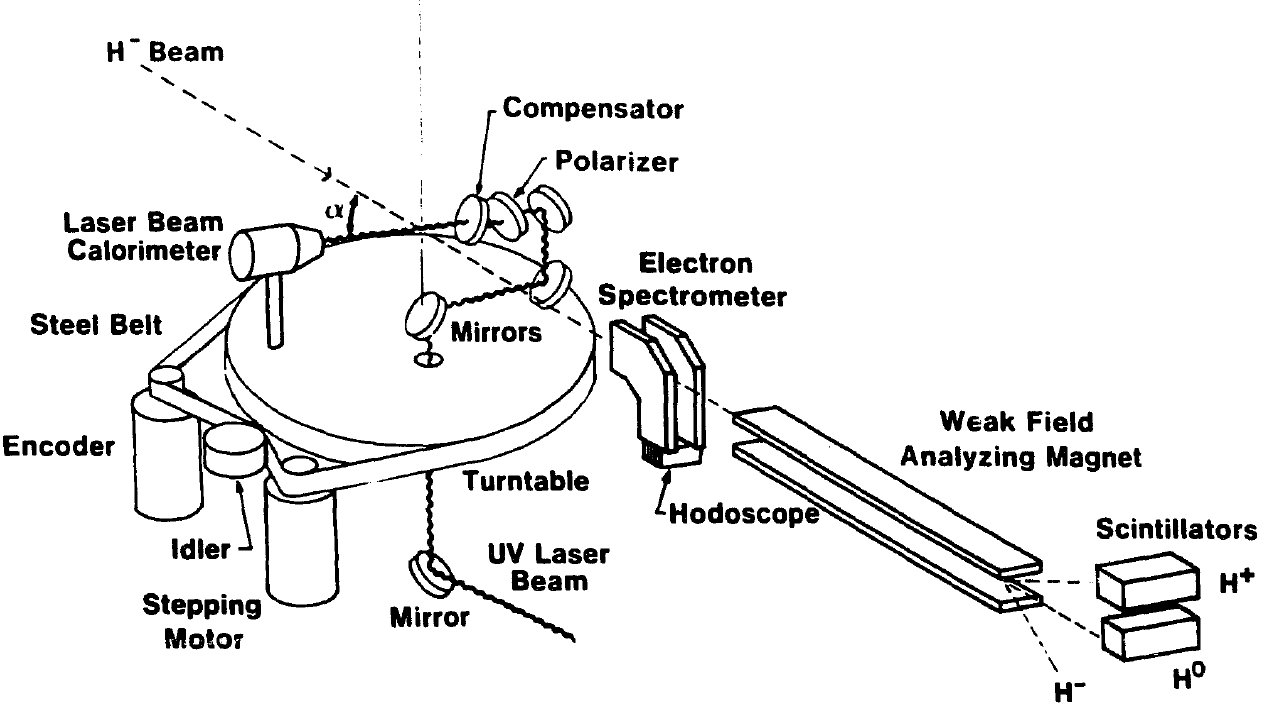 H⁻ Beam
Compensator
Polarizer
α
Laser Beam
Calorimeter
Electron
Spectrometer
Steel Belt
Mirrors
Encoder
Weak Field
Analyzing Magnet
Turntable
Hodoscope
Scintillators
Idler
UV Laser
Beam
H⁺
Stepping
Motor
Mirror
H⁰
H⁻